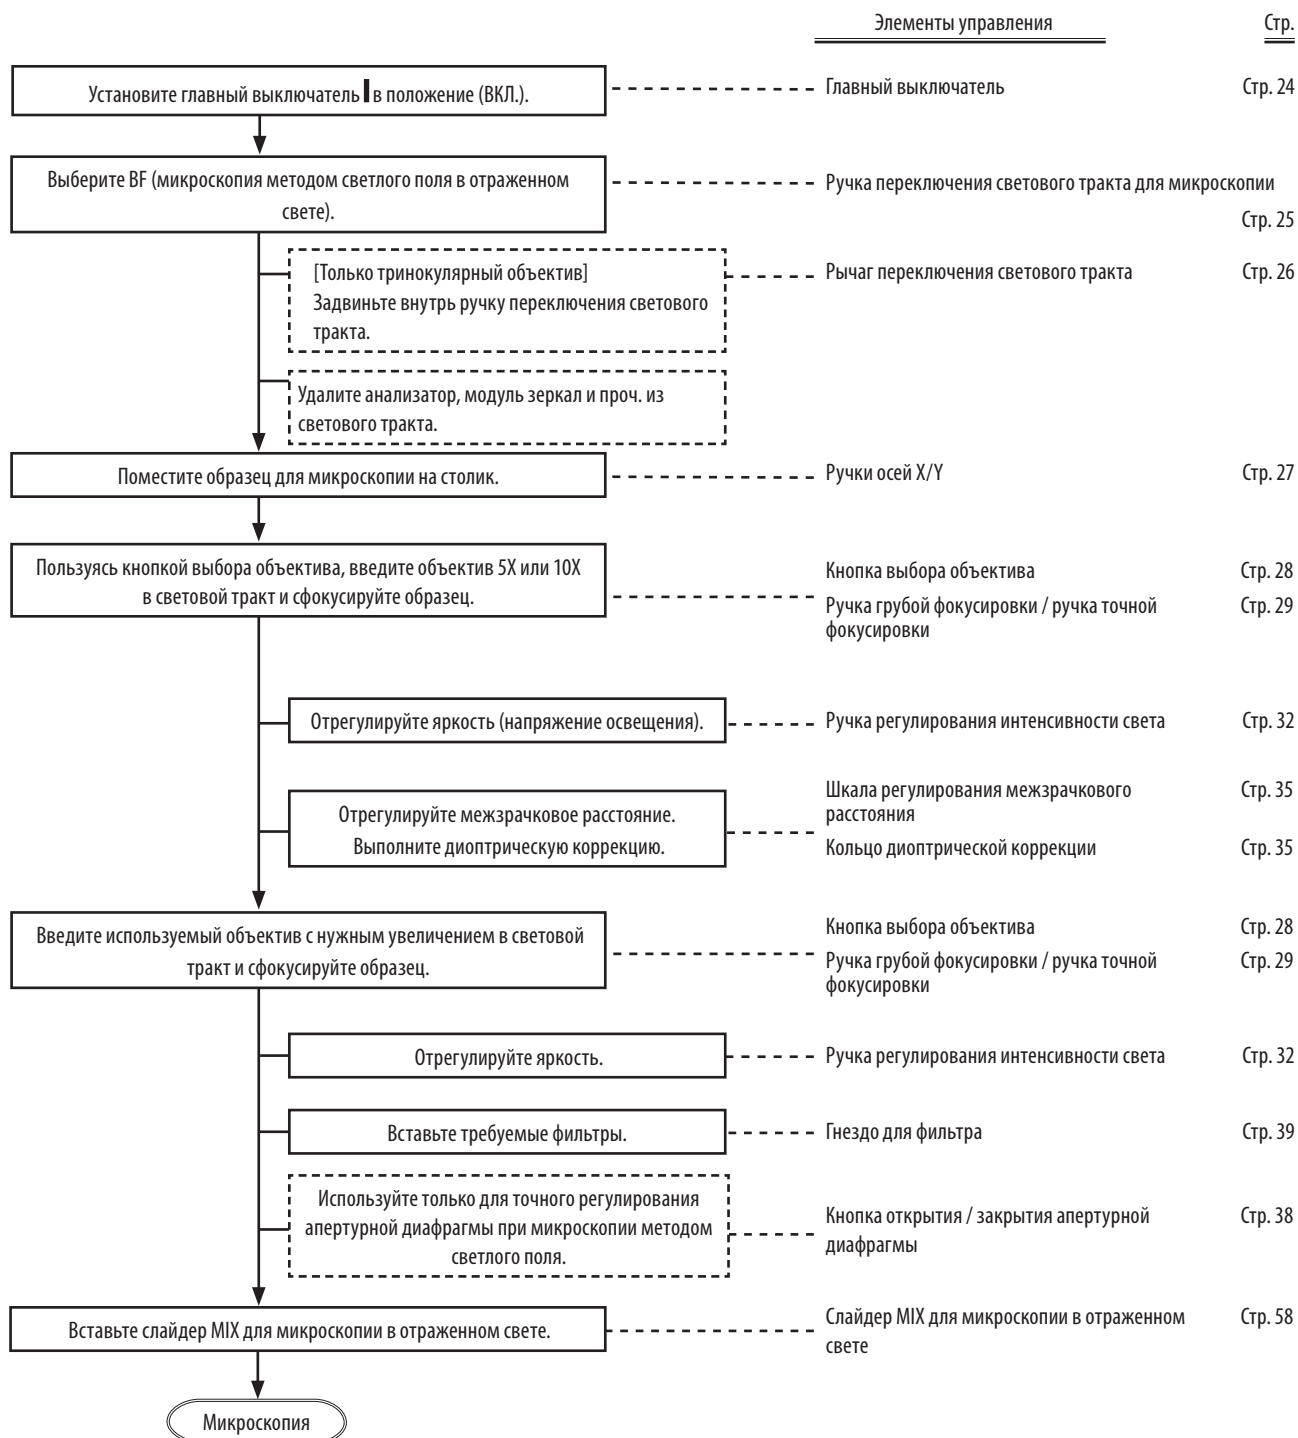 Элементы управления Стр.
Установите главный выключатель I в положение (ВКЛ.).
Главный выключатель Стр. 24
Выберите BF (микроскопия методом светлого поля в отраженном
свете).
Ручка переключения светового тракта для микроскопии
Стр. 25
[Только тринокулярный объектив]
Задвиньте внутрь ручку переключения светового
тракта.
Рычаг переключения светового тракта Стр. 26
Удалите анализатор, модуль зеркал и проч. из
светового тракта.
Поместите образец для микроскопии на столик.
Ручки осей X/Y Стр. 27
Пользуясь кнопкой выбора объектива, введите объектив 5X или 10X
в световой тракт и сфокусируйте образец.
Кнопка выбора объектива Стр. 28
Ручка грубой фокусировки / ручка точной Стр. 29
фокусировки
Отрегулируйте яркость (напряжение освещения).
Ручка регулирования интенсивности света Стр. 32
Отрегулируйте межзрачковое расстояние.
Выполните диоптрическую коррекцию.
Шкала регулирования межзрачкового Стр. 35
расстояния
Кольцо диоптрической коррекции Стр. 35
Введите используемый объектив с нужным увеличением в световой
тракт и сфокусируйте образец.
Кнопка выбора объектива Стр. 28
Ручка грубой фокусировки / ручка точной Стр. 29
фокусировки
Отрегулируйте яркость.
Ручка регулирования интенсивности света Стр. 32
Вставьте требуемые фильтры.
Гнездо для фильтра Стр. 39
Используйте только для точного регулирования
апертурной диафрагмы при микроскопии методом
светлого поля.
Кнопка открытия / закрытия апертурной Стр. 38
диафрагмы
Вставьте слайдер MIX для микроскопии в отраженном свете.
Слайдер MIX для микроскопии в отраженном Стр. 58
свете
Микроскопия